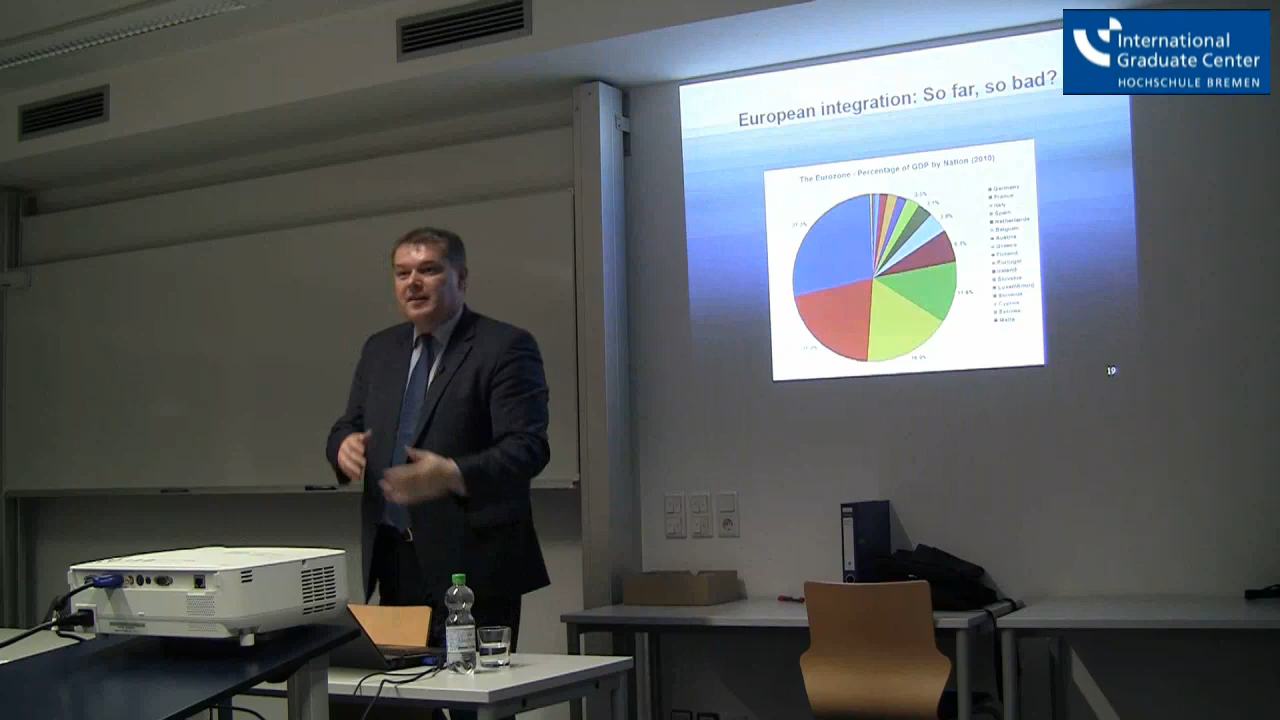 International
Graduate Center
HOCHSCHULE BREMEN
European integration: So far, so bad?
The Eurozone - Percentage of GDP by Nation (2010)
Germany
France
Italy
Spain
Netherlands
Belgium
Austria
Greece
Finland
Portugal
Ireland
Slovakia
Luxembourg
Slovenia
Cyprus
Estonia
Malta
19